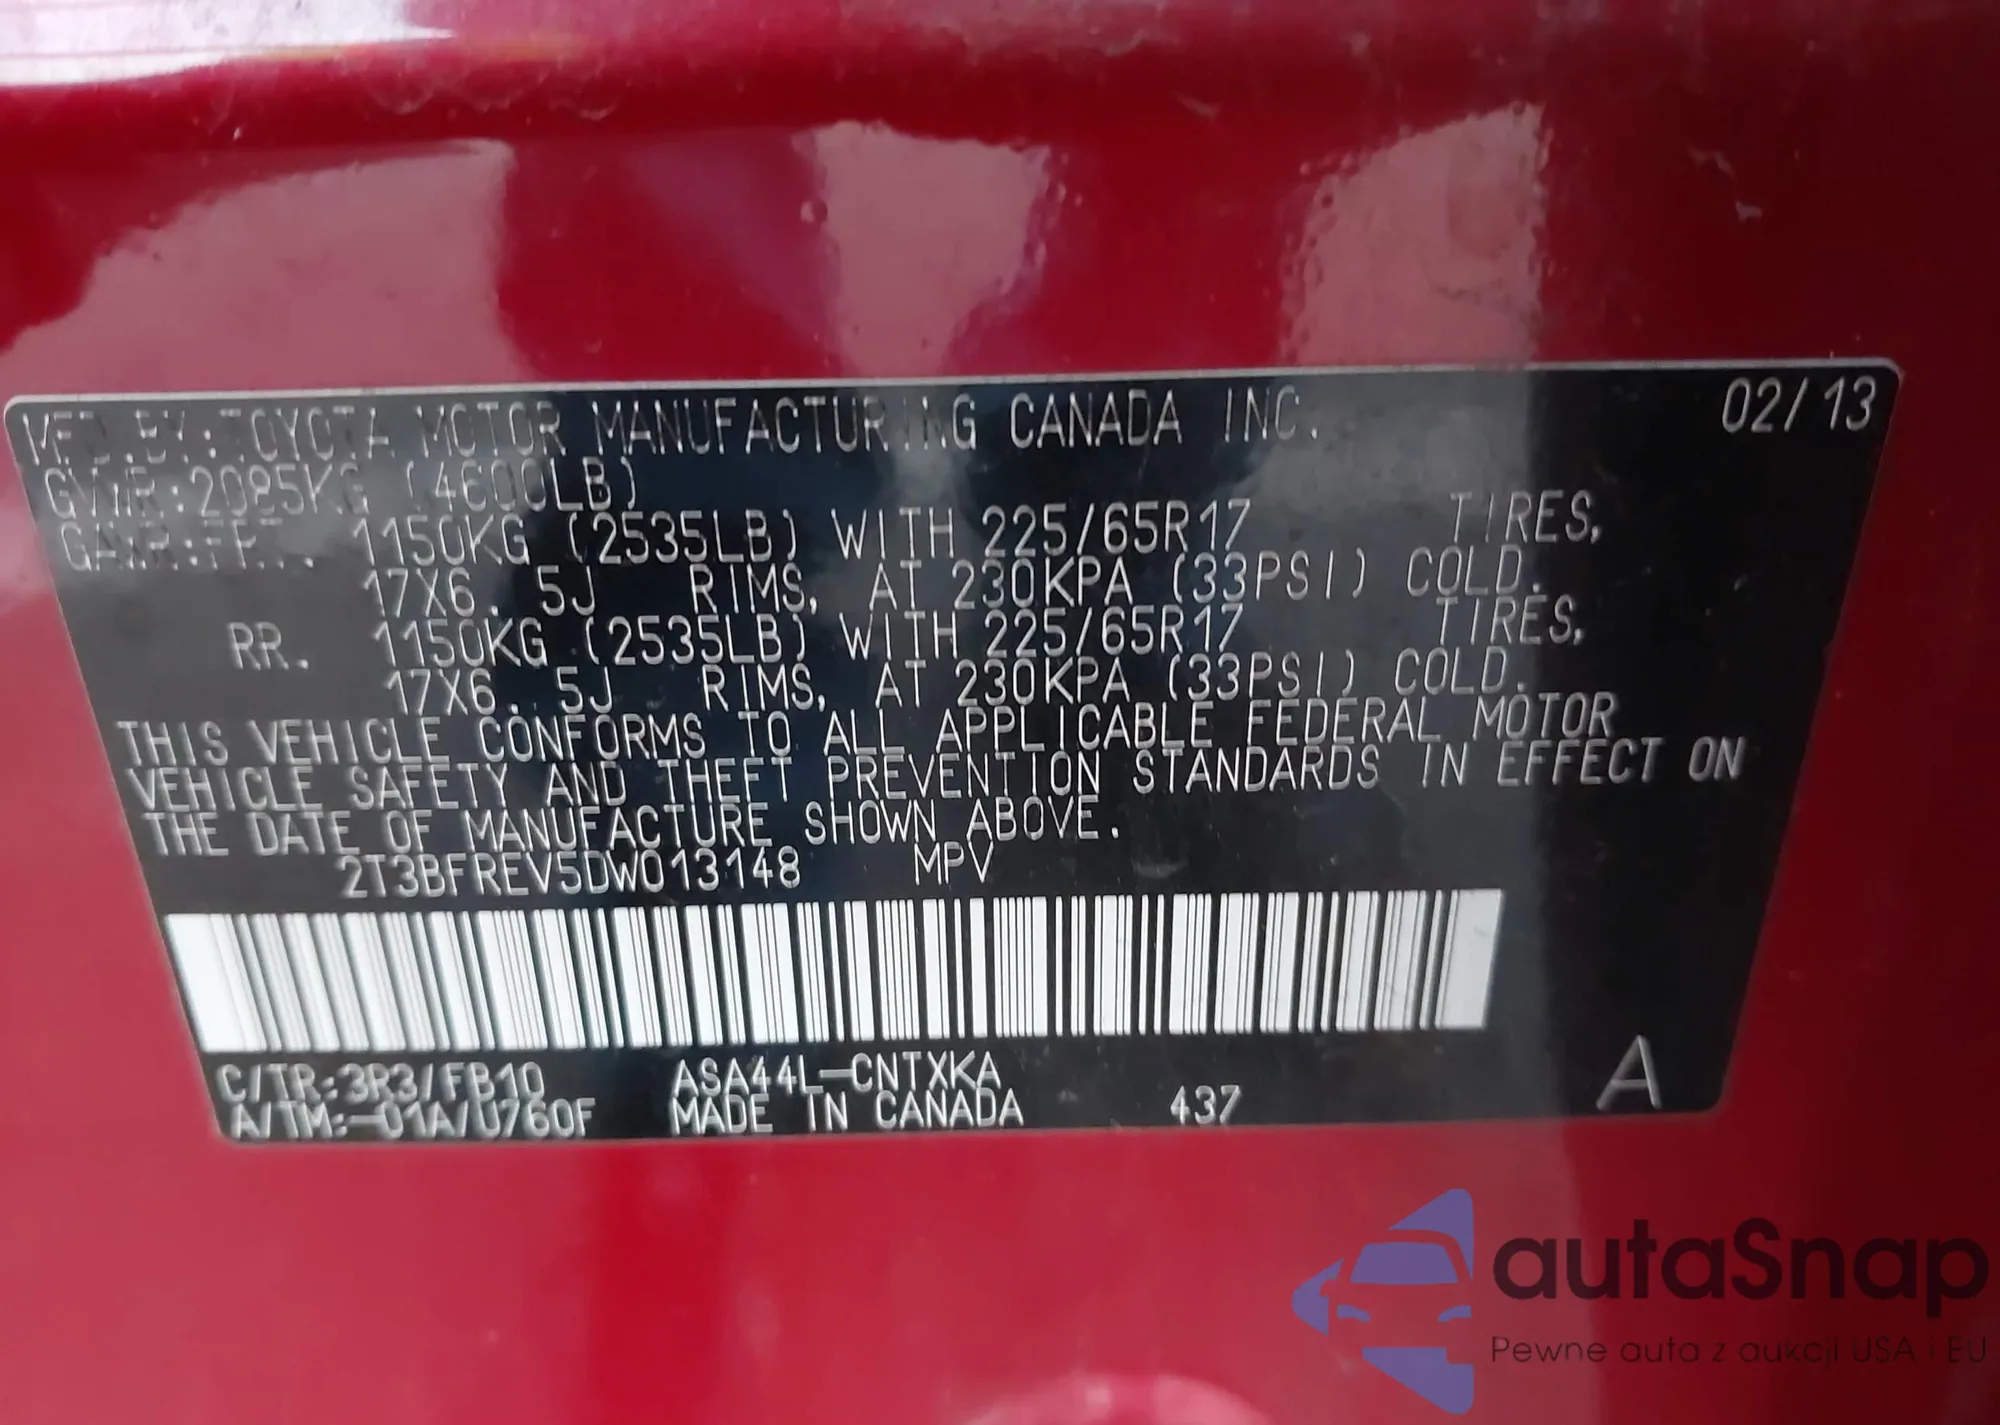 MFD.BY:TOYOTA MOTOR MANUFACTURING CANADA INC. 02/13
GVWR:2085KG (4600LB)
GAWR:FRT. 1150KG (2535LB) WITH 225/65R17 TIRES,
17X6.5J RIMS, AT 230KPA (33PSI) COLD.
RR. 1150KG (2535LB) WITH 225/65R17 TIRES,
17X6.5J RIMS, AT 230KPA (33PSI) COLD.
THIS VEHICLE CONFORMS TO ALL APPLICABLE FEDERAL MOTOR
VEHICLE SAFETY AND THEFT PREVENTION STANDARDS IN EFFECT ON
THE DATE OF MANUFACTURE SHOWN ABOVE.
2T3BFREV5DW013148 MPV
C/TR:3R3/FB10 ASA44L-CNTXKA
A/TM:-01A/U760F MADE IN CANADA 437 A
autaSnap
Pewne auta z aukcji USA i EU